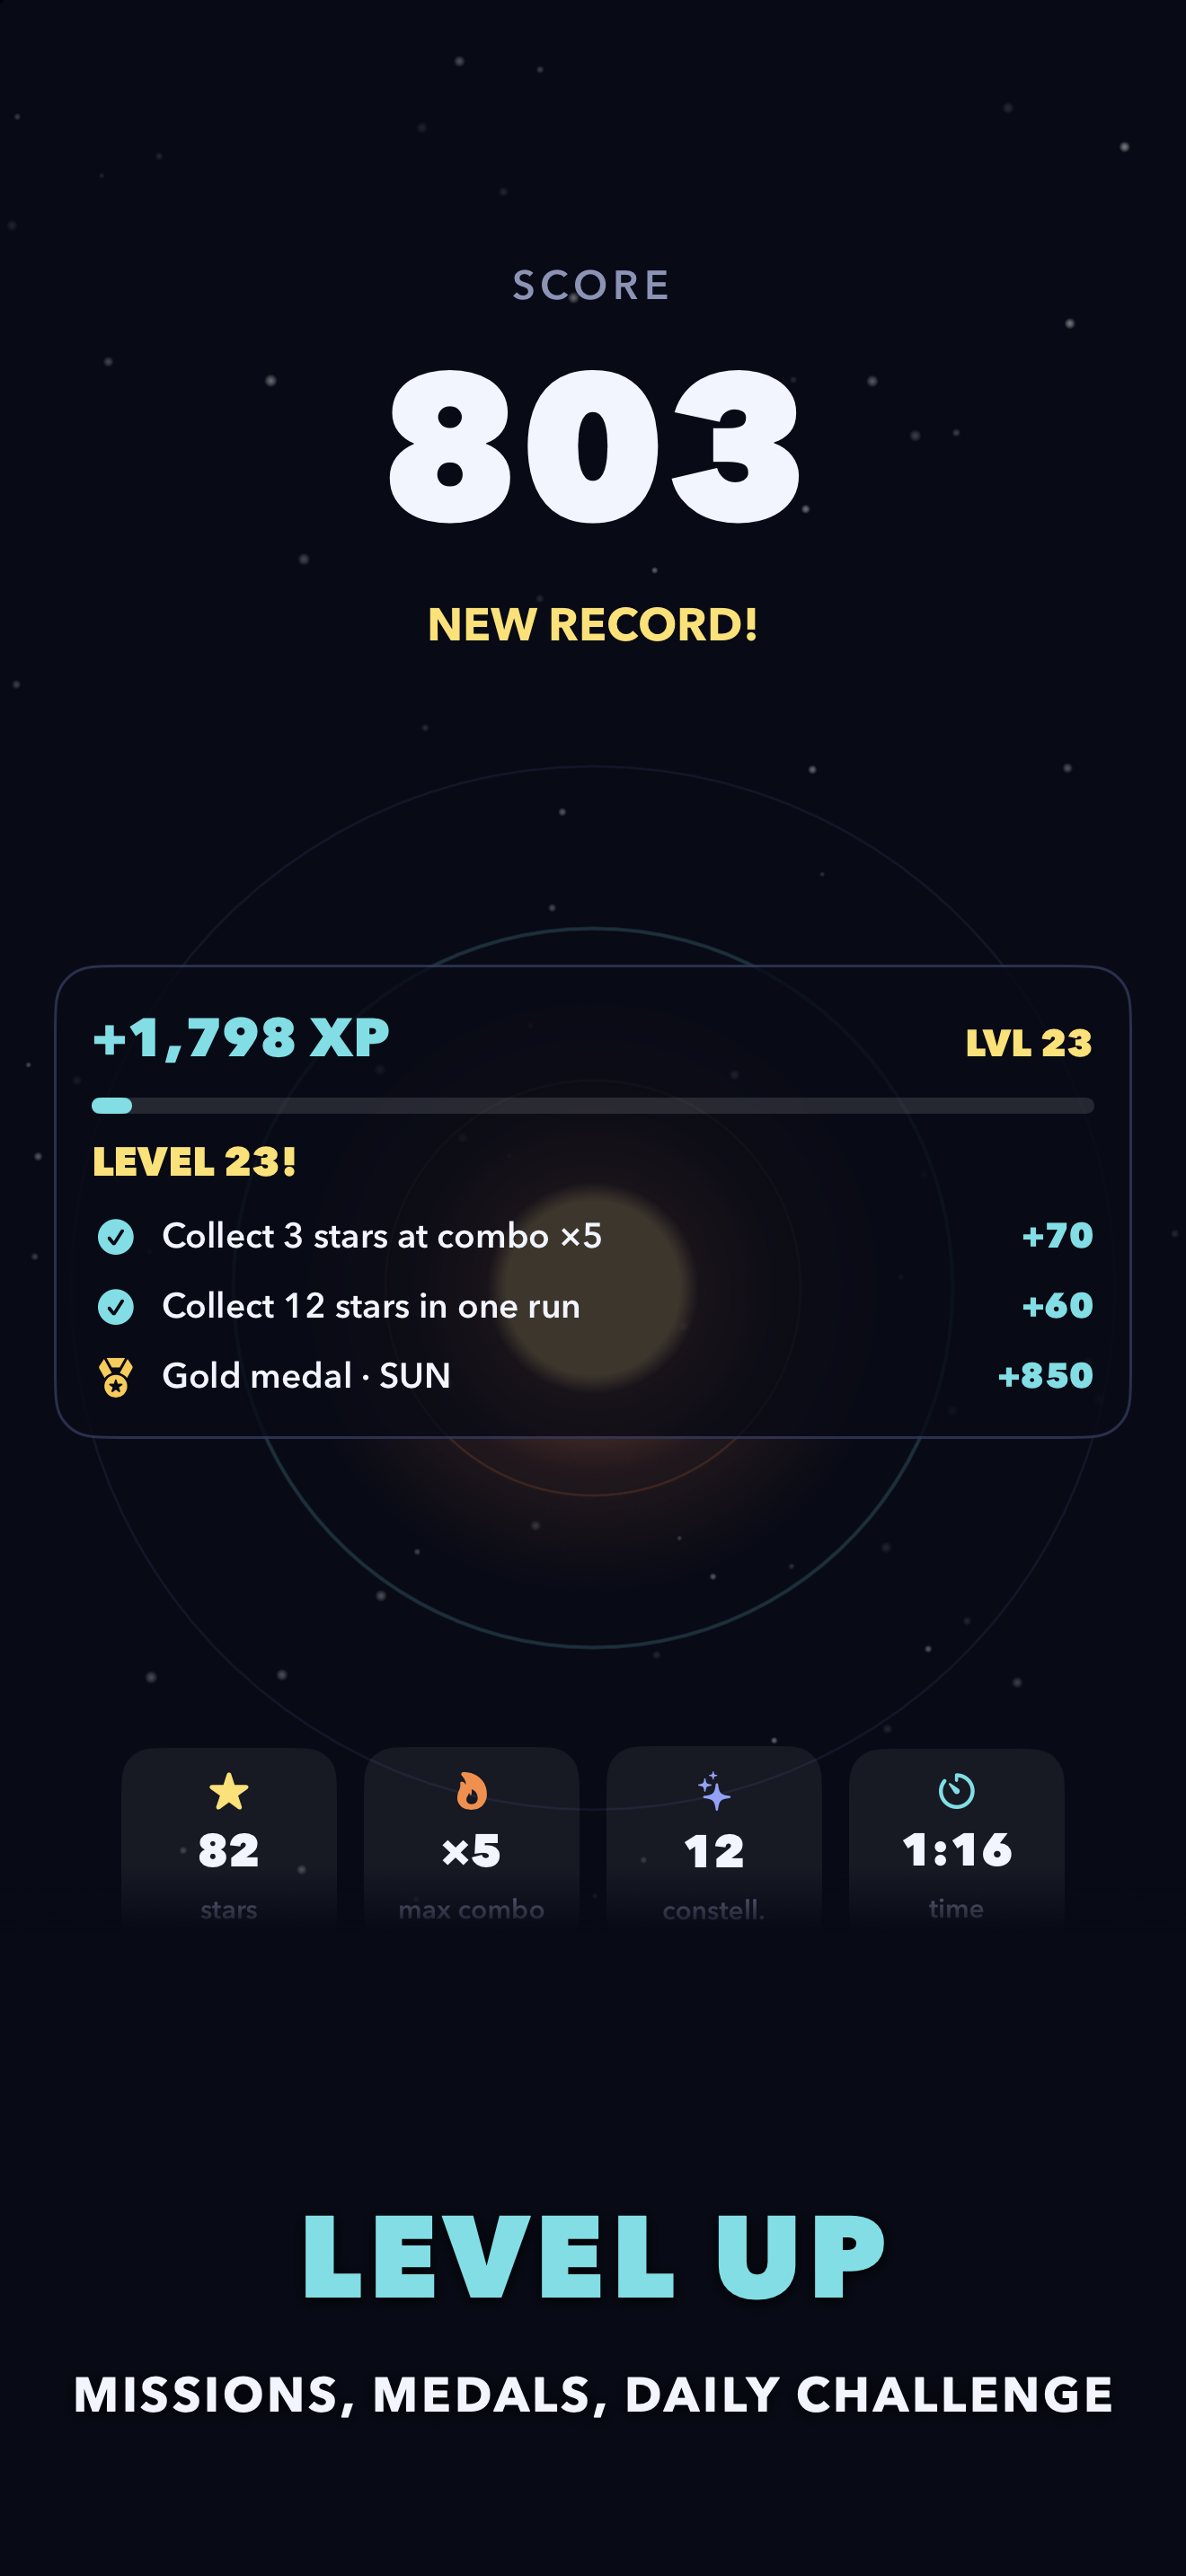 SCORE
803
NEW RECORD!
+1,798 XP LVL 23
LEVEL 23!
Collect 3 stars at combo ×5 +70
Collect 12 stars in one run +60
Gold medal · SUN +850
82 ×5 12 1:16
stars max combo constell. time
LEVEL UP
MISSIONS, MEDALS, DAILY CHALLENGE